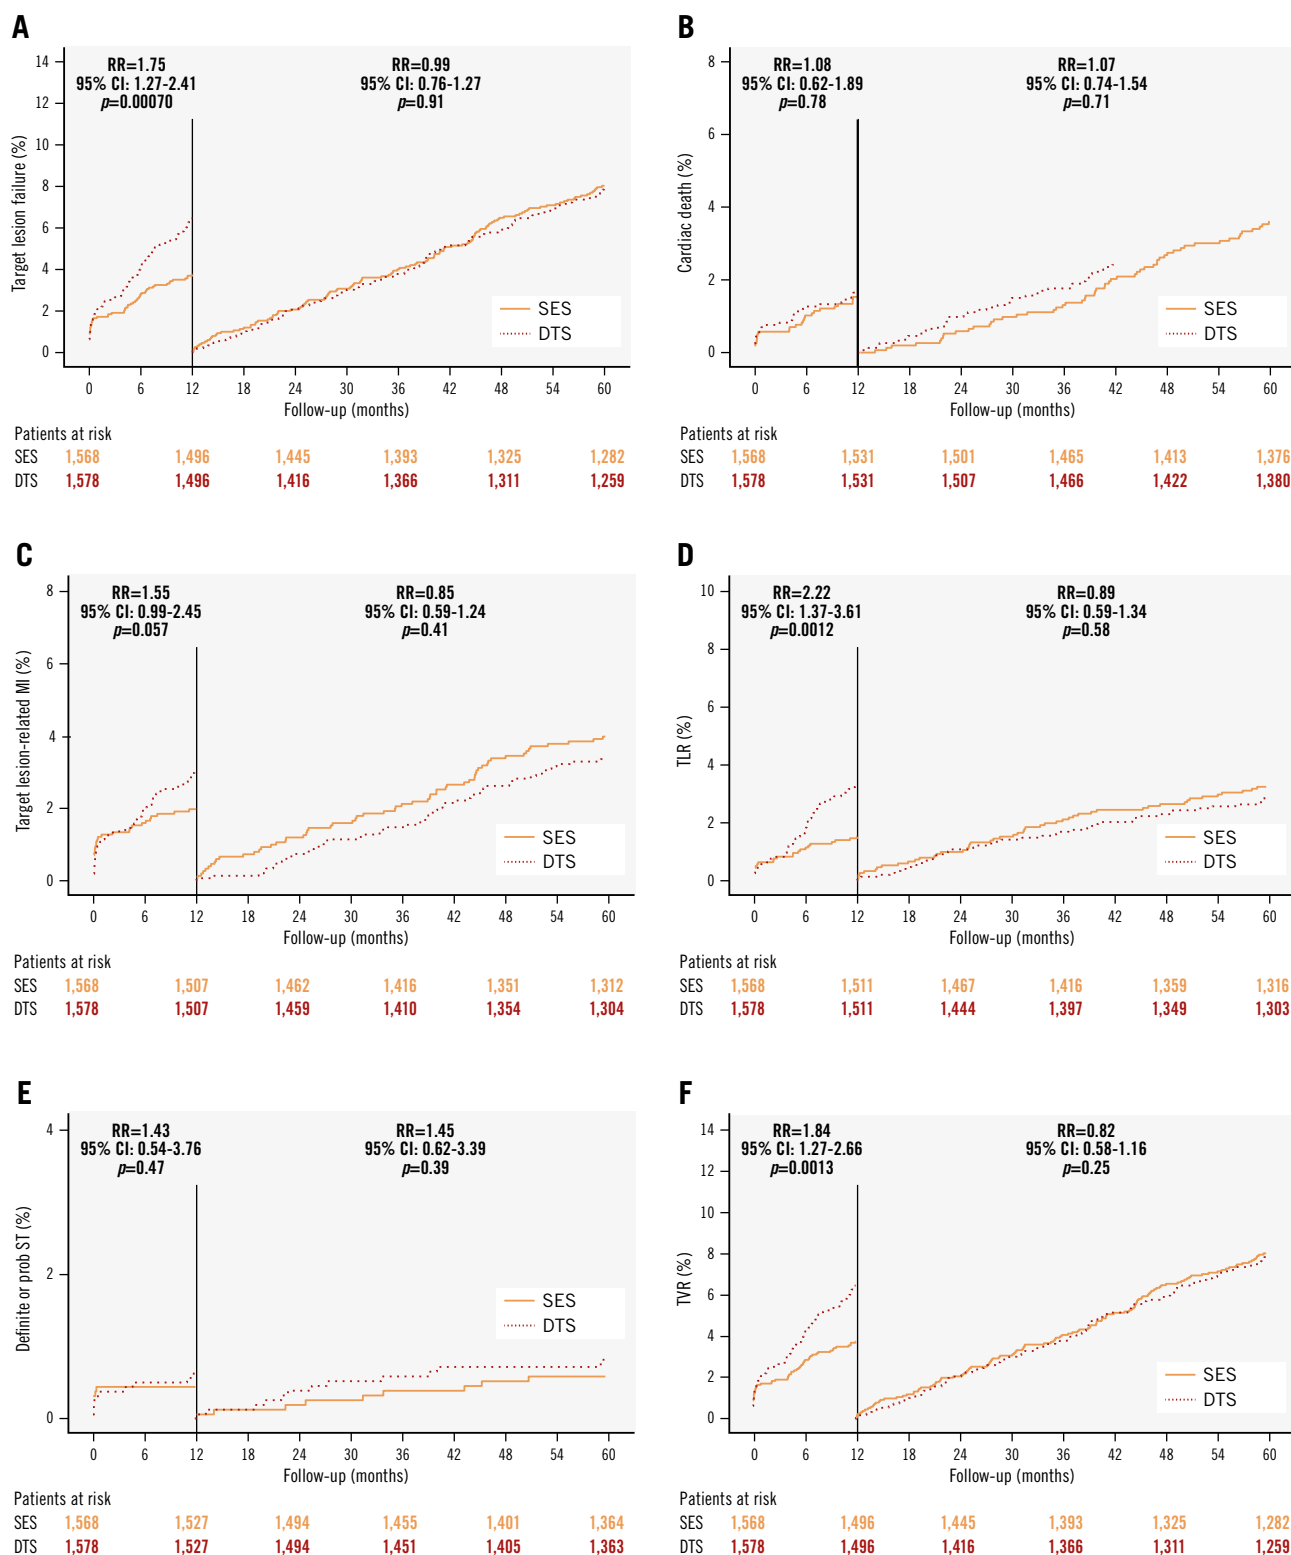 A
RR=1.75
95% CI: 1.27-2.41
p=0.00070
RR=0.99
95% CI: 0.76-1.27
p=0.91
Target lesion failure (%)
14
12
10
8
6
4
2
0
SES
DTS
0 6 12 18 24 30 36 42 48 54 60
Follow-up (months)
Patients at risk
SES 1,568 1,496 1,445 1,393 1,325 1,282
DTS 1,578 1,496 1,416 1,366 1,311 1,259
B
RR=1.08
95% CI: 0.62-1.89
p=0.78
RR=1.07
95% CI: 0.74-1.54
p=0.71
Cardiac death (%)
8
6
4
2
0
SES
DTS
0 6 12 18 24 30 36 42 48 54 60
Follow-up (months)
Patients at risk
SES 1,568 1,531 1,501 1,465 1,413 1,376
DTS 1,578 1,531 1,507 1,466 1,422 1,380
C
RR=1.55
95% CI: 0.99-2.45
p=0.057
RR=0.85
95% CI: 0.59-1.24
p=0.41
Target lesion-related MI (%)
8
6
4
2
0
SES
DTS
0 6 12 18 24 30 36 42 48 54 60
Follow-up (months)
Patients at risk
SES 1,568 1,507 1,462 1,416 1,351 1,312
DTS 1,578 1,507 1,459 1,410 1,354 1,304
D
RR=2.22
95% CI: 1.37-3.61
p=0.0012
RR=0.89
95% CI: 0.59-1.34
p=0.58
TLR (%)
10
8
6
4
2
0
SES
DTS
0 6 12 18 24 30 36 42 48 54 60
Follow-up (months)
Patients at risk
SES 1,568 1,511 1,467 1,416 1,359 1,316
DTS 1,578 1,511 1,444 1,397 1,349 1,303
E
RR=1.43
95% CI: 0.54-3.76
p=0.47
RR=1.45
95% CI: 0.62-3.39
p=0.39
Definite or prob ST (%)
4
2
0
SES
DTS
0 6 12 18 24 30 36 42 48 54 60
Follow-up (months)
Patients at risk
SES 1,568 1,527 1,494 1,455 1,401 1,364
DTS 1,578 1,527 1,494 1,451 1,405 1,363
F
RR=1.84
95% CI: 1.27-2.66
p=0.0013
RR=0.82
95% CI: 0.58-1.16
p=0.25
TVR (%)
14
12
10
8
6
4
2
0
SES
DTS
0 6 12 18 24 30 36 42 48 54 60
Follow-up (months)
Patients at risk
SES 1,568 1,496 1,445 1,393 1,325 1,282
DTS 1,578 1,496 1,416 1,366 1,311 1,259